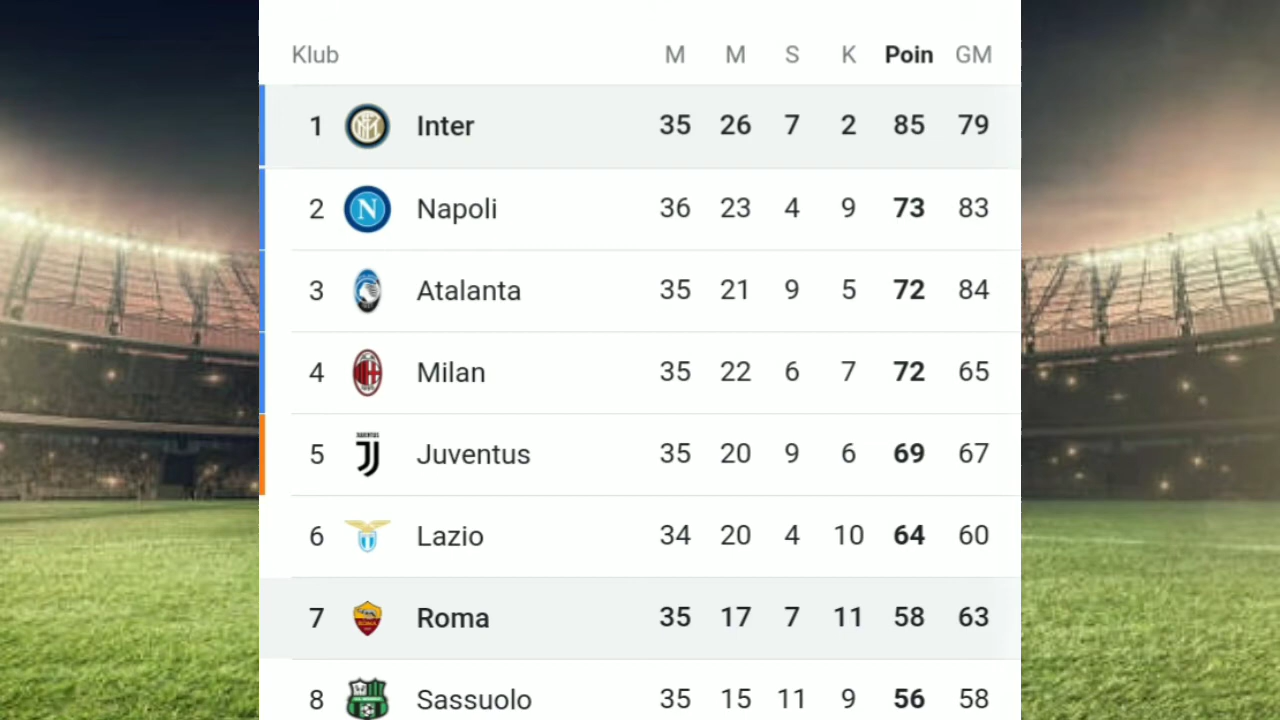 Klub M M S K Poin GM
1 Inter 35 26 7 2 85 79
2 N Napoli 36 23 4 9 73 83
3 Atalanta 35 21 9 5 72 84
4 Milan 35 22 6 7 72 65
5 JUVENTUS Juventus 35 20 9 6 69 67
6 Lazio 34 20 4 10 64 60
7 ROMA Roma 35 17 7 11 58 63
8 Sassuolo 35 15 11 9 56 58